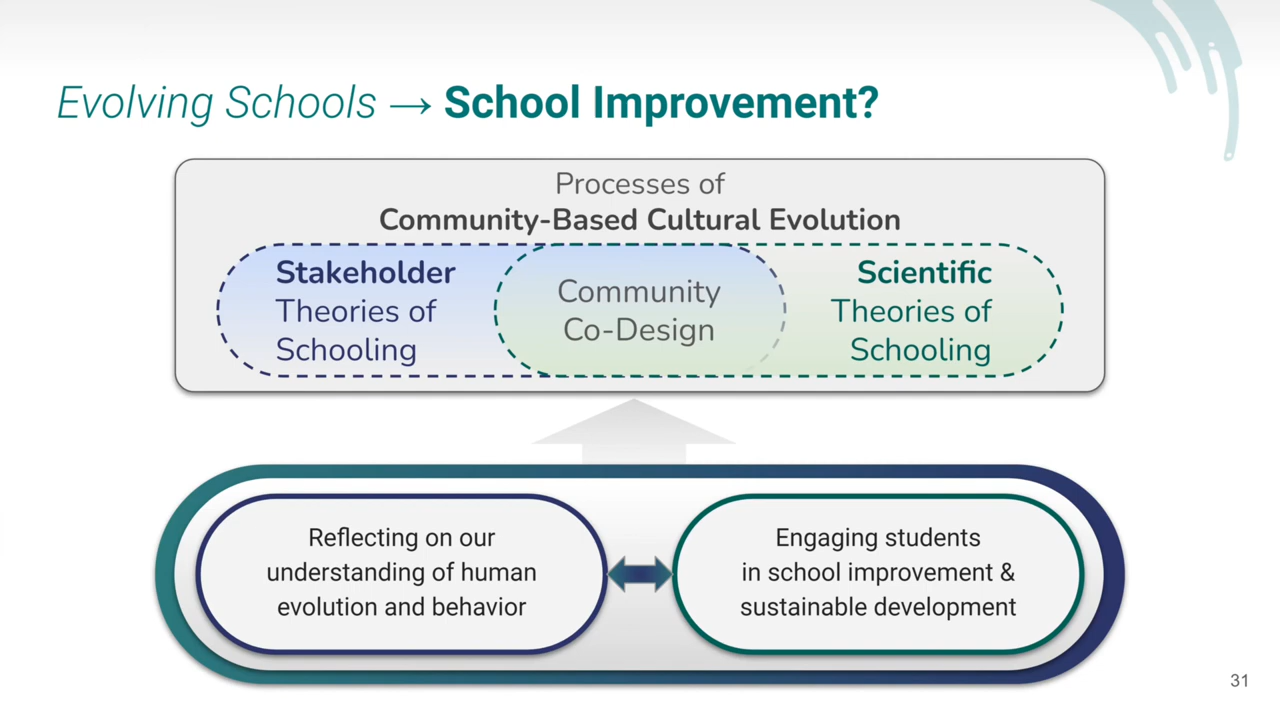 Evolving Schools → School Improvement?
Processes of
Community-Based Cultural Evolution
Stakeholder
Theories of
Schooling
Community
Co-Design
Scientific
Theories of
Schooling
Reflecting on our
understanding of human
evolution and behavior
Engaging students
in school improvement &
sustainable development
31